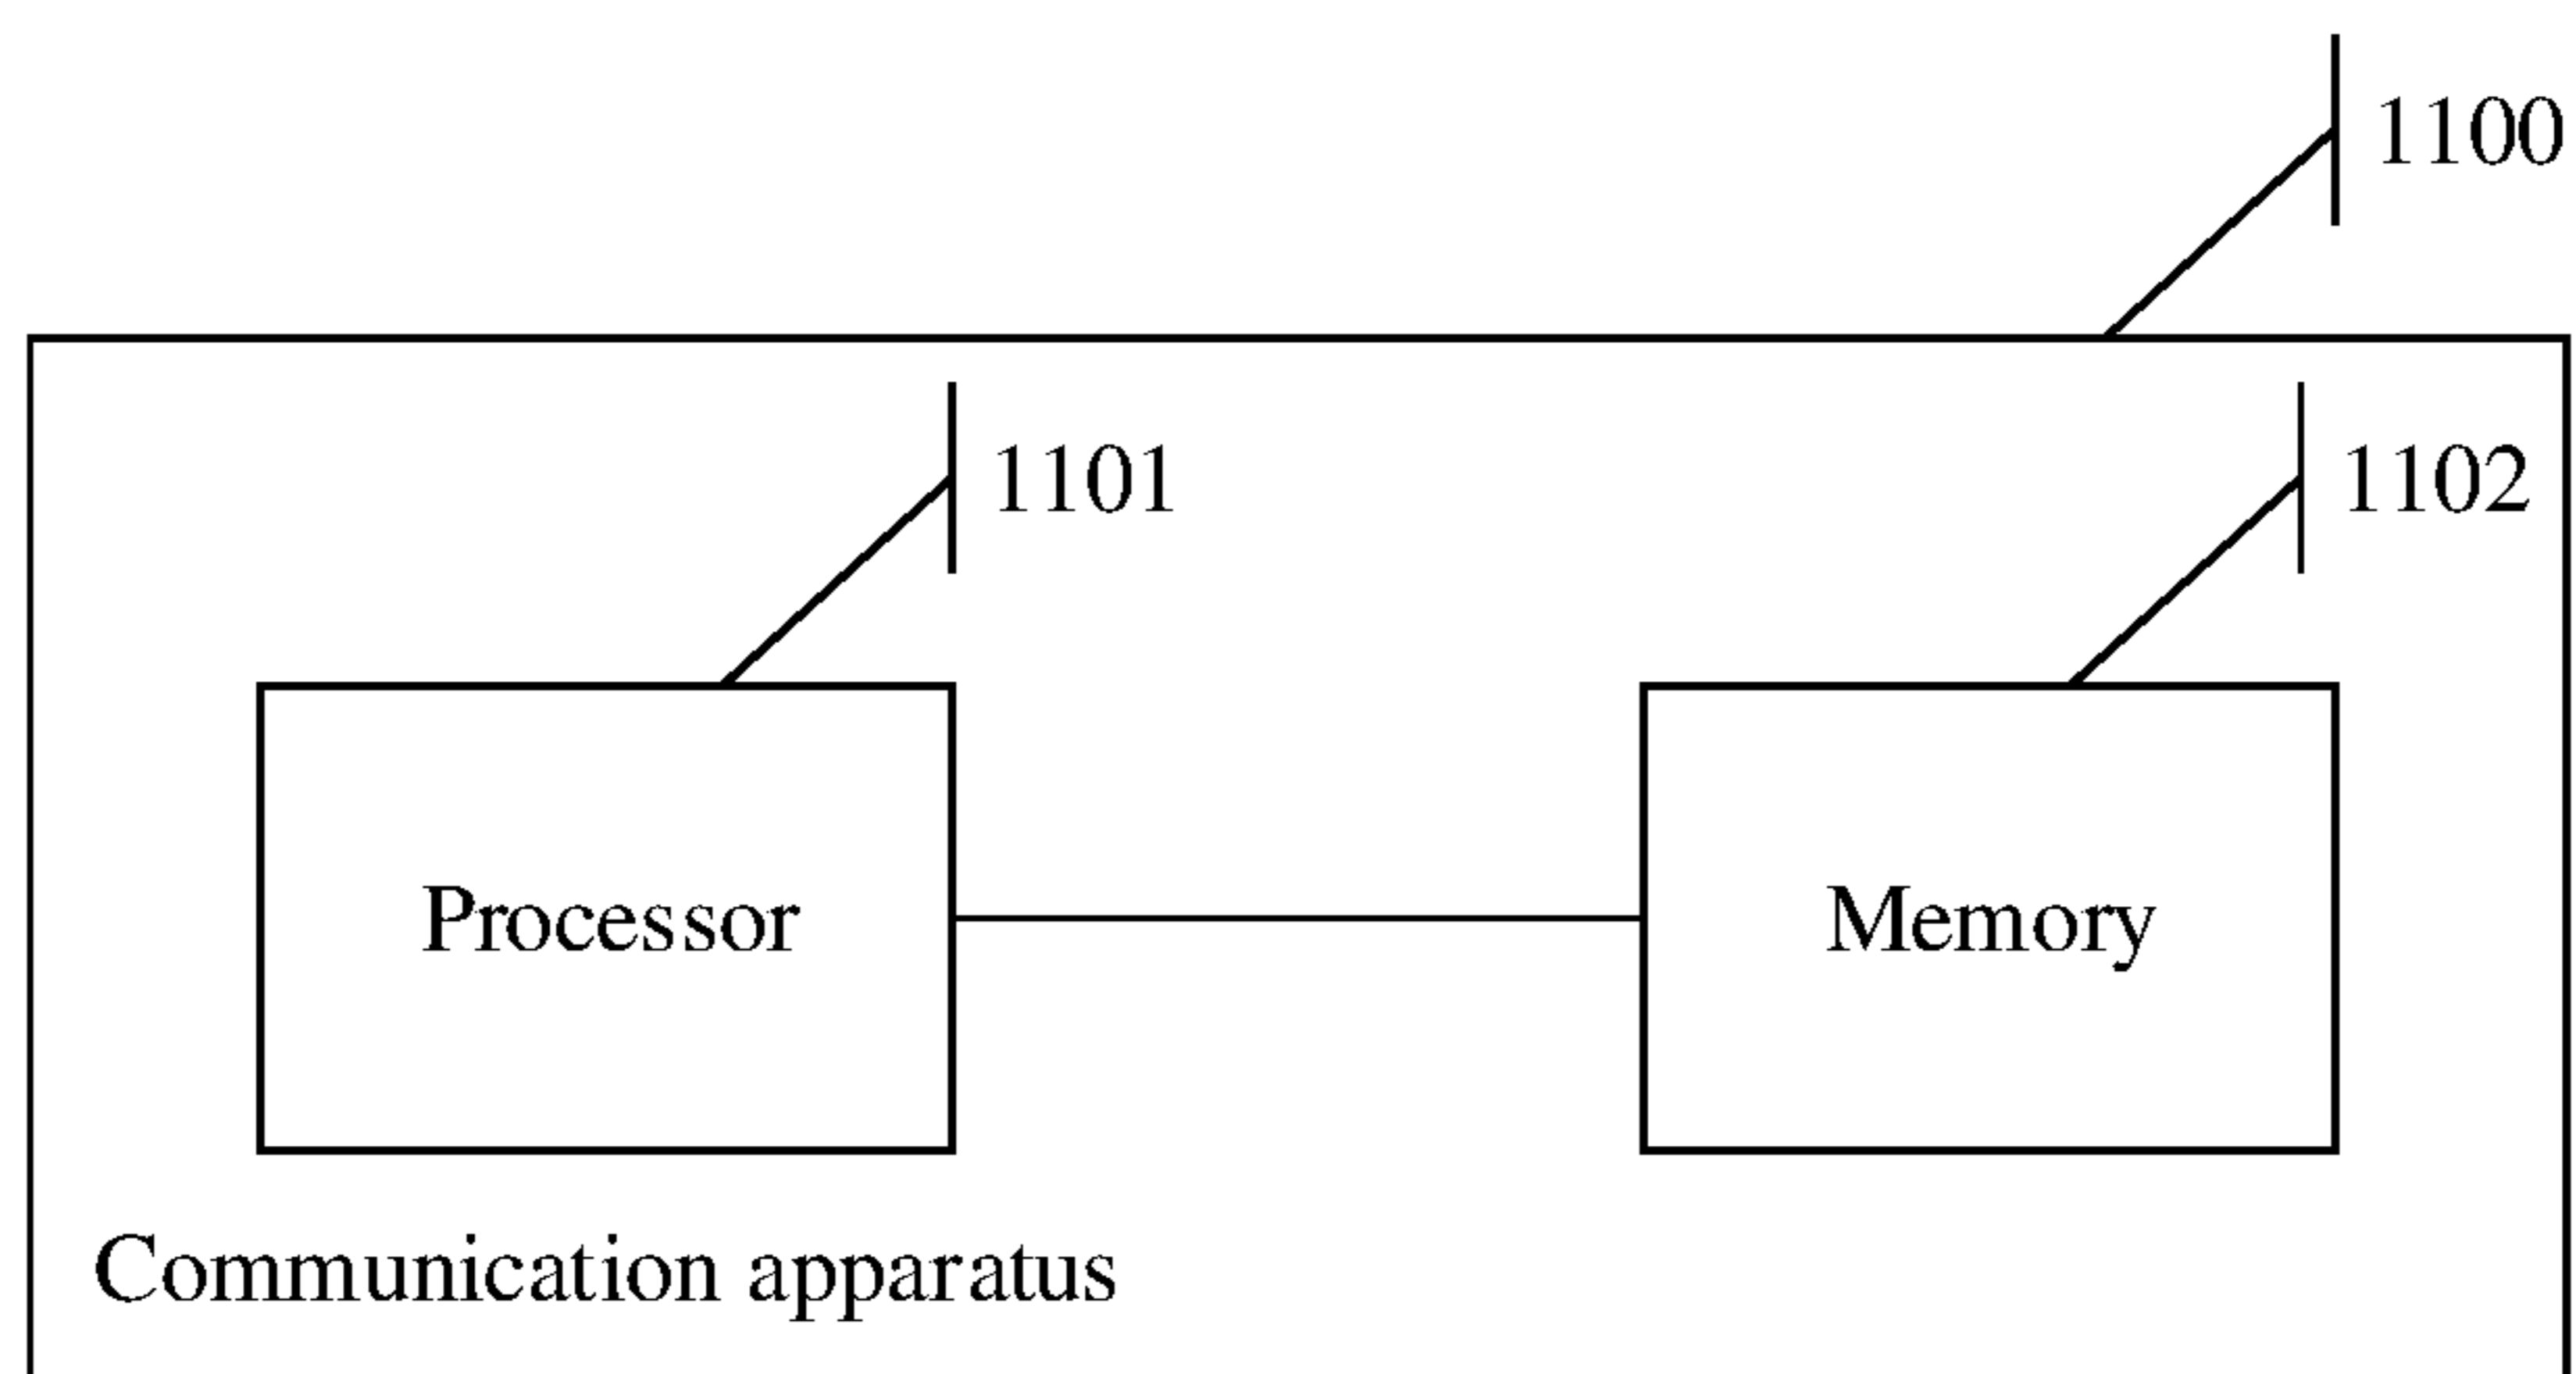 1100
1101
1102
Processor
Memory
Communication apparatus